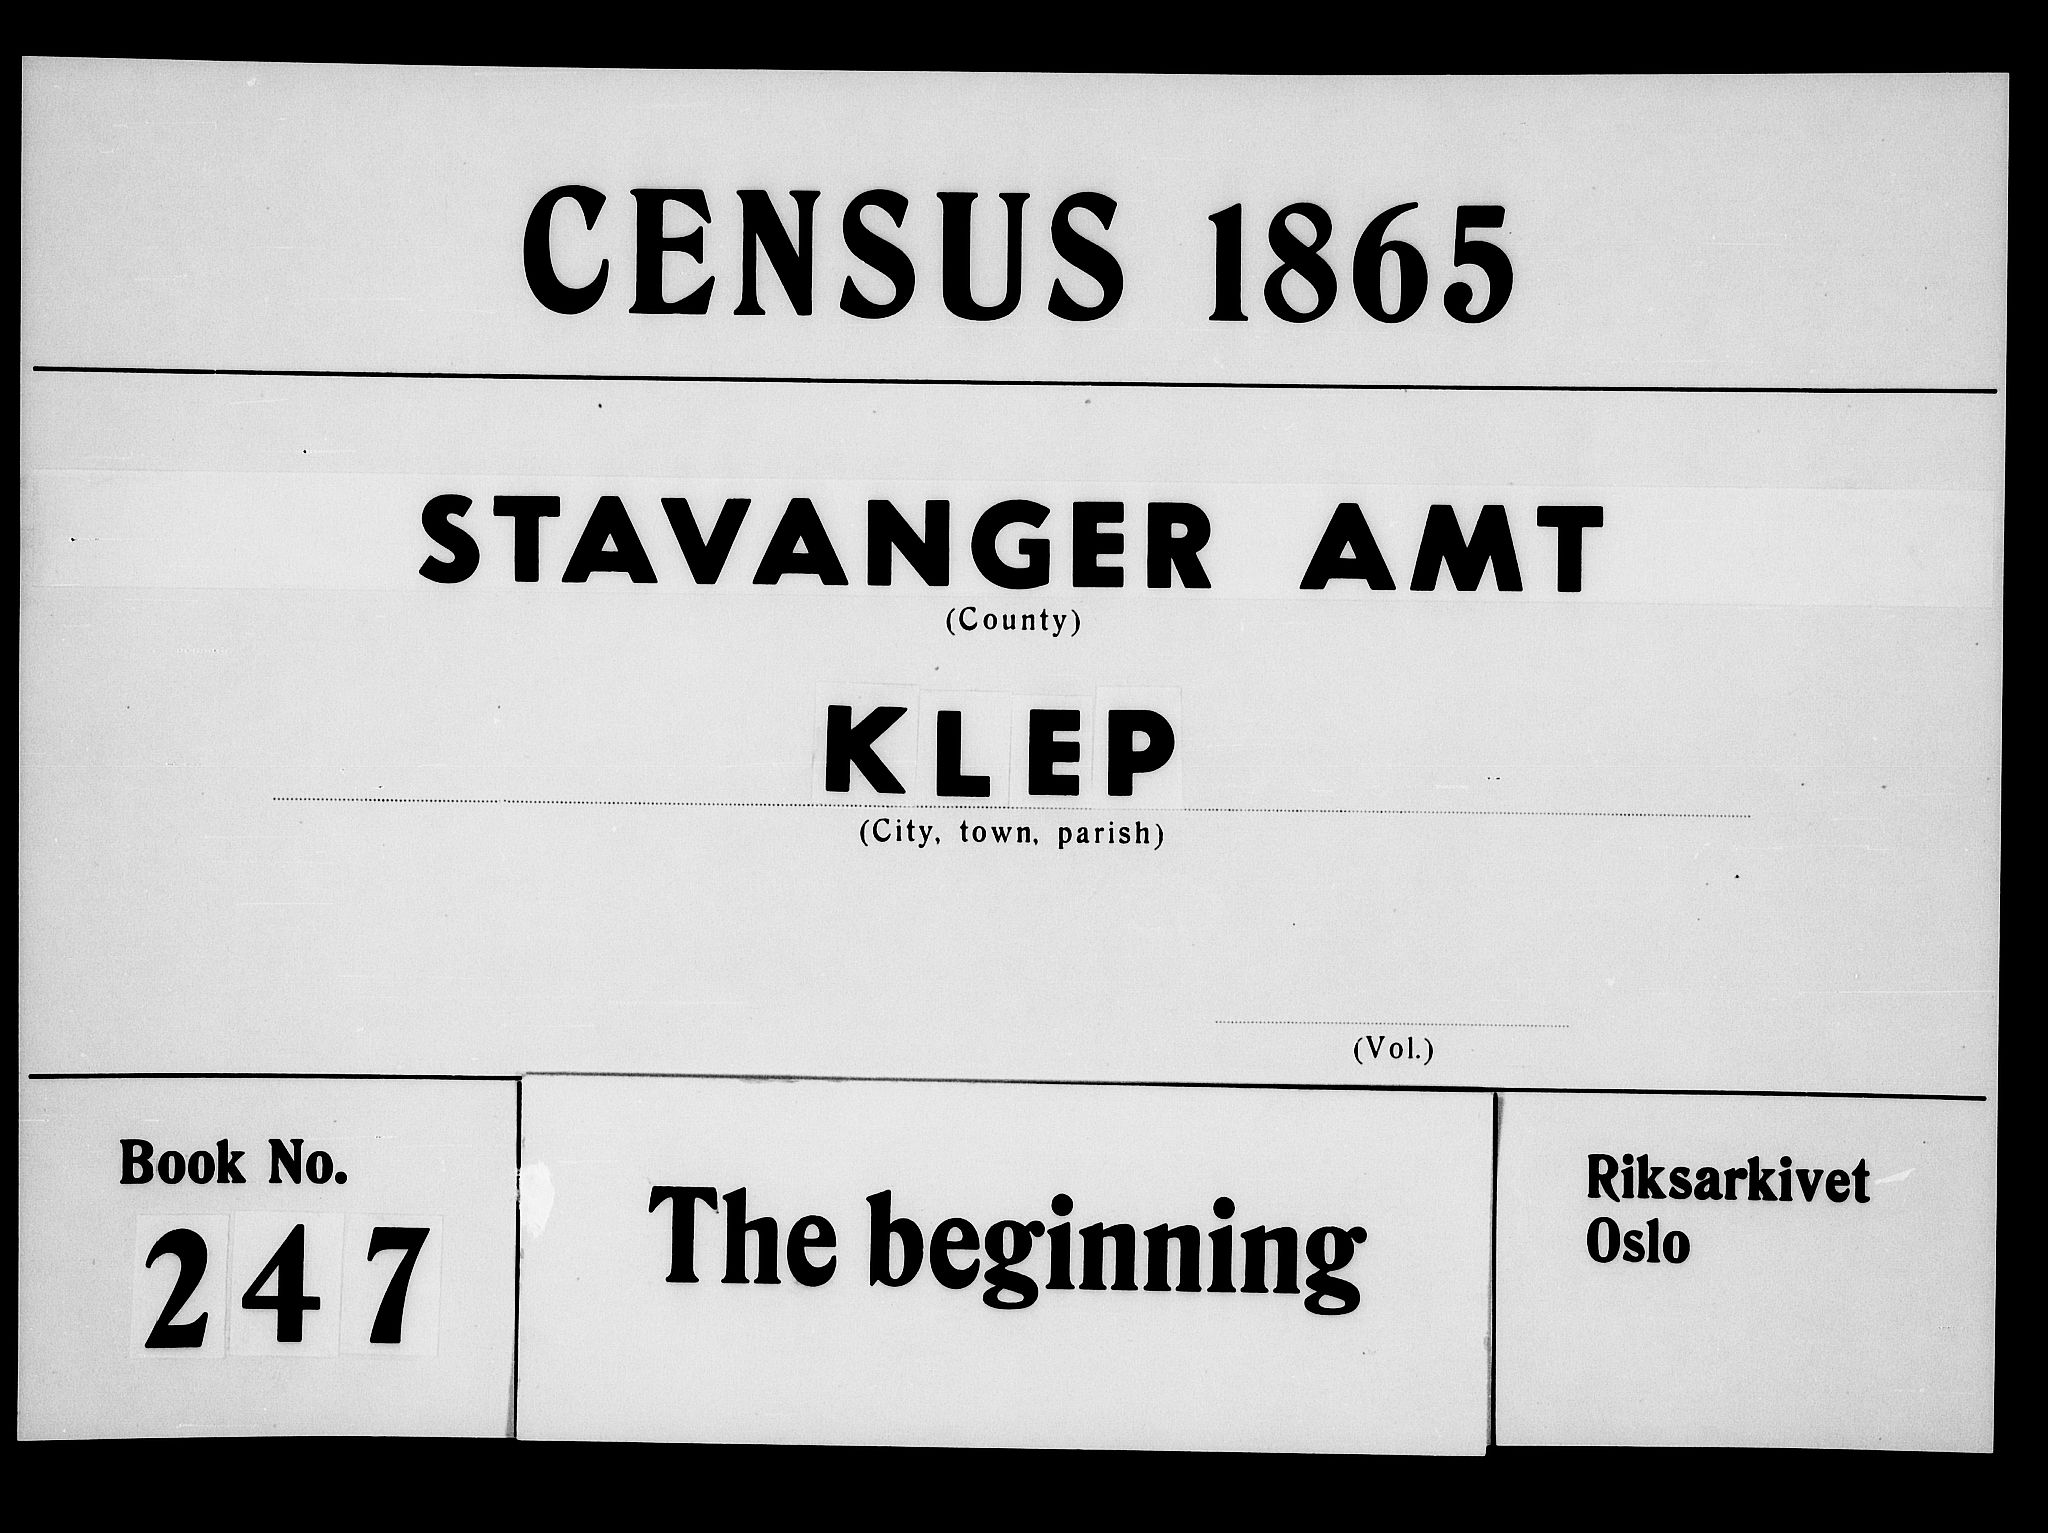 CENSUS 1865
STAVANGER AMT
(County)
KLEP
(City, town, parish)
(Vol.)
Book No.
247
The beginning
Riksarkivet
Oslo